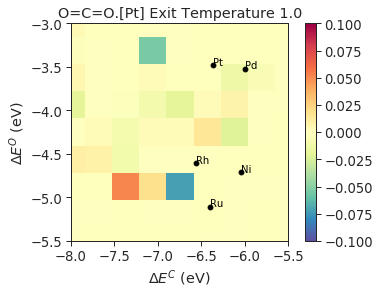 O=C=O.[Pt] Exit Temperature 1.0
−3.0
−3.5
−4.0
−4.5
−5.0
−5.5
ΔE^O (eV)
Pt
Pd
Rh
Ni
Ru
−8.0 −7.5 −7.0 −6.5 −6.0 −5.5
ΔE^C (eV)
0.100
0.075
0.050
0.025
0.000
−0.025
−0.050
−0.075
−0.100